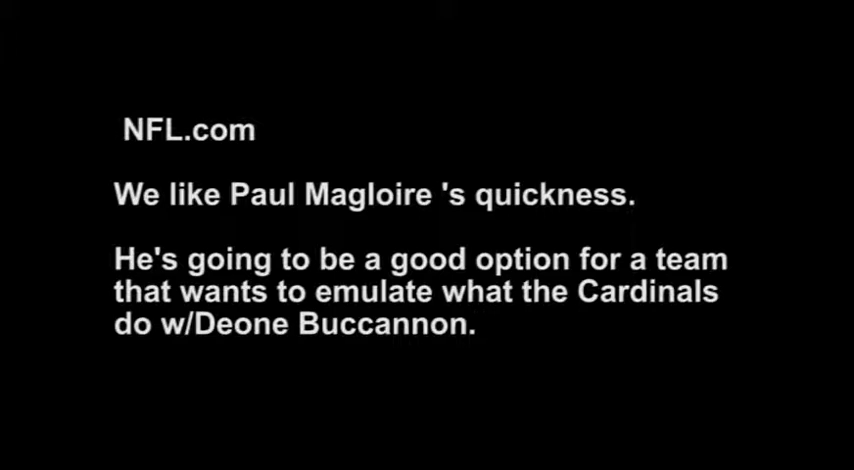 NFL.com
We like Paul Magloire 's quickness.
He's going to be a good option for a team
that wants to emulate what the Cardinals
do w/Deone Buccannon.